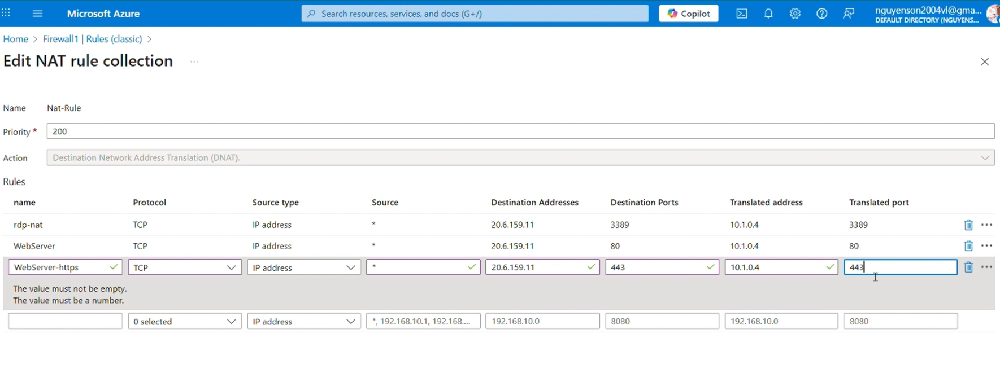 Microsoft Azure
Search resources, services, and docs (G+/)
Copilot
nguyenson2004vl@gma...
DEFAULT DIRECTORY (NGUYENS...
Home > Firewall1 | Rules (classic) >
Edit NAT rule collection ...
Name Nat-Rule
Priority * 200
Action Destination Network Address Translation (DNAT).
Rules
name Protocol Source type Source Destination Addresses Destination Ports Translated address Translated port
rdp-nat TCP IP address * 20.6.159.11 3389 10.1.0.4 3389
WebServer TCP IP address * 20.6.159.11 80 10.1.0.4 80
WebServer-https TCP IP address * 20.6.159.11 443 10.1.0.4 443
The value must not be empty.
The value must be a number.
0 selected IP address *, 192.168.10.1, 192.168.... 192.168.10.0 8080 192.168.10.0 8080